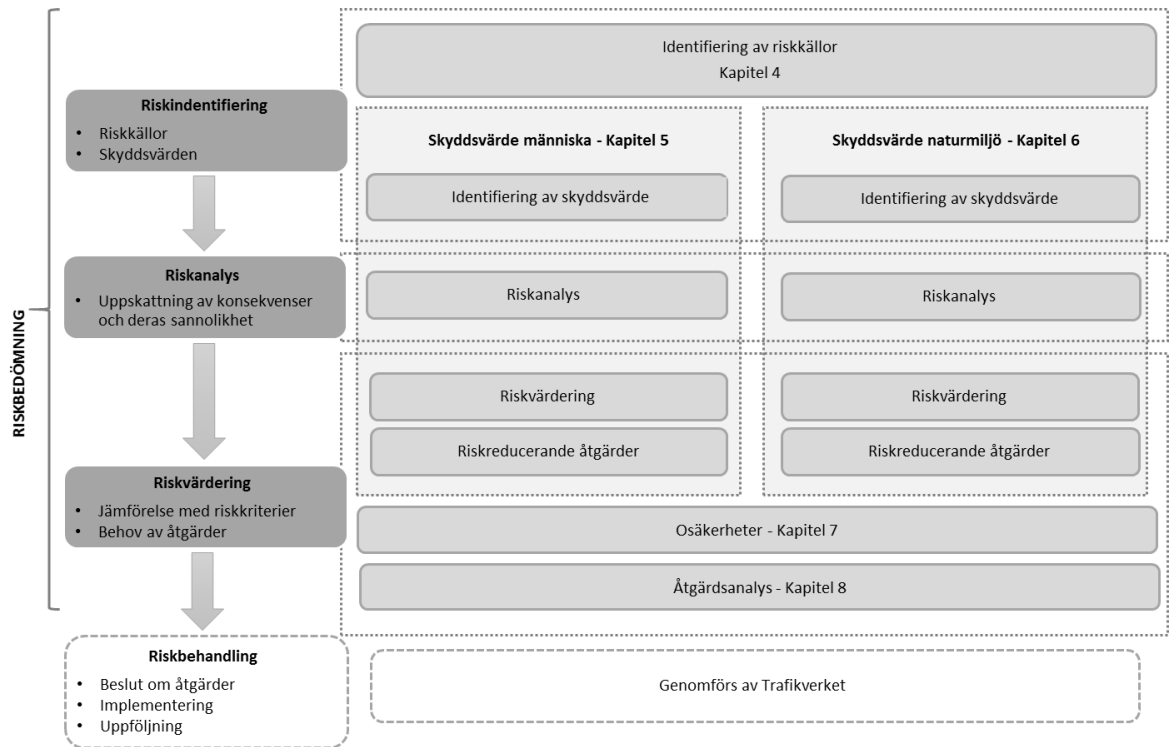 RISKBEDÖMNING
Riskindentifiering
• Riskkällor
• Skyddsvärden
Riskanalys
• Uppskattning av konsekvenser
och deras sannolikhet
Riskvärdering
• Jämförelse med riskkriterier
• Behov av åtgärder
Riskbehandling
• Beslut om åtgärder
• Implementering
• Uppföljning
Identifiering av riskkällor
Kapitel 4
Skyddsvärde människa - Kapitel 5
Identifiering av skyddsvärde
Riskanalys
Riskvärdering
Riskreducerande åtgärder
Skyddsvärde naturmiljö - Kapitel 6
Identifiering av skyddsvärde
Riskanalys
Riskvärdering
Riskreducerande åtgärder
Osäkerheter - Kapitel 7
Åtgärdsanalys - Kapitel 8
Genomförs av Trafikverket